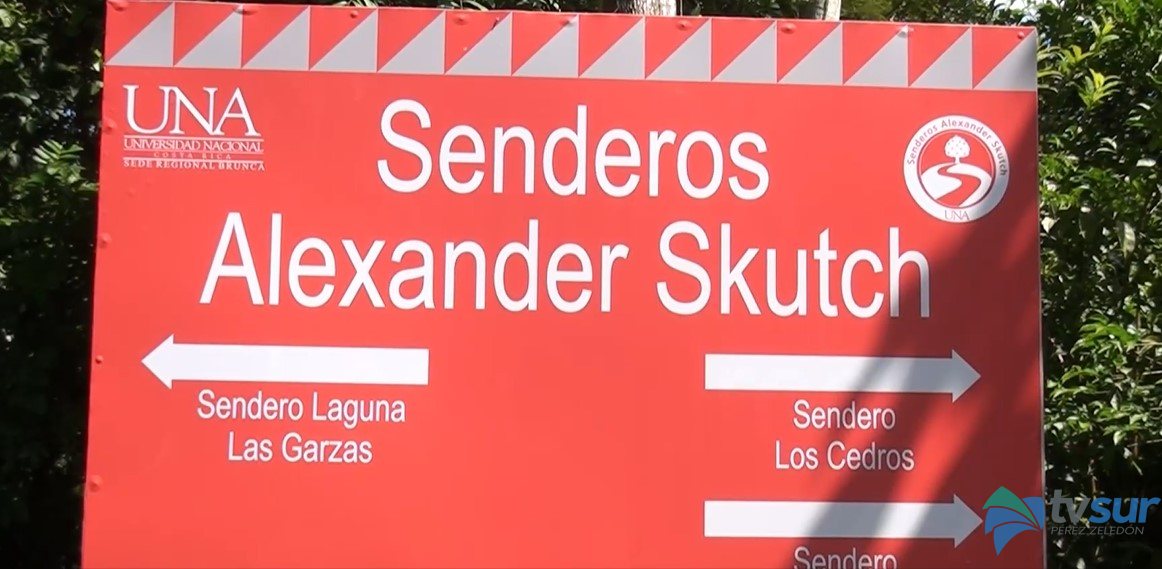 UNA
UNIVERSIDAD NACIONAL
COSTA RICA
SEDE REGIONAL BRUNCA
Senderos Alexander Skutch
UNA
Senderos
Alexander Skutch
Sendero Laguna
Las Garzas
Sendero
Los Cedros
Sendero
tvsur
PÉREZ ZELEDÓN